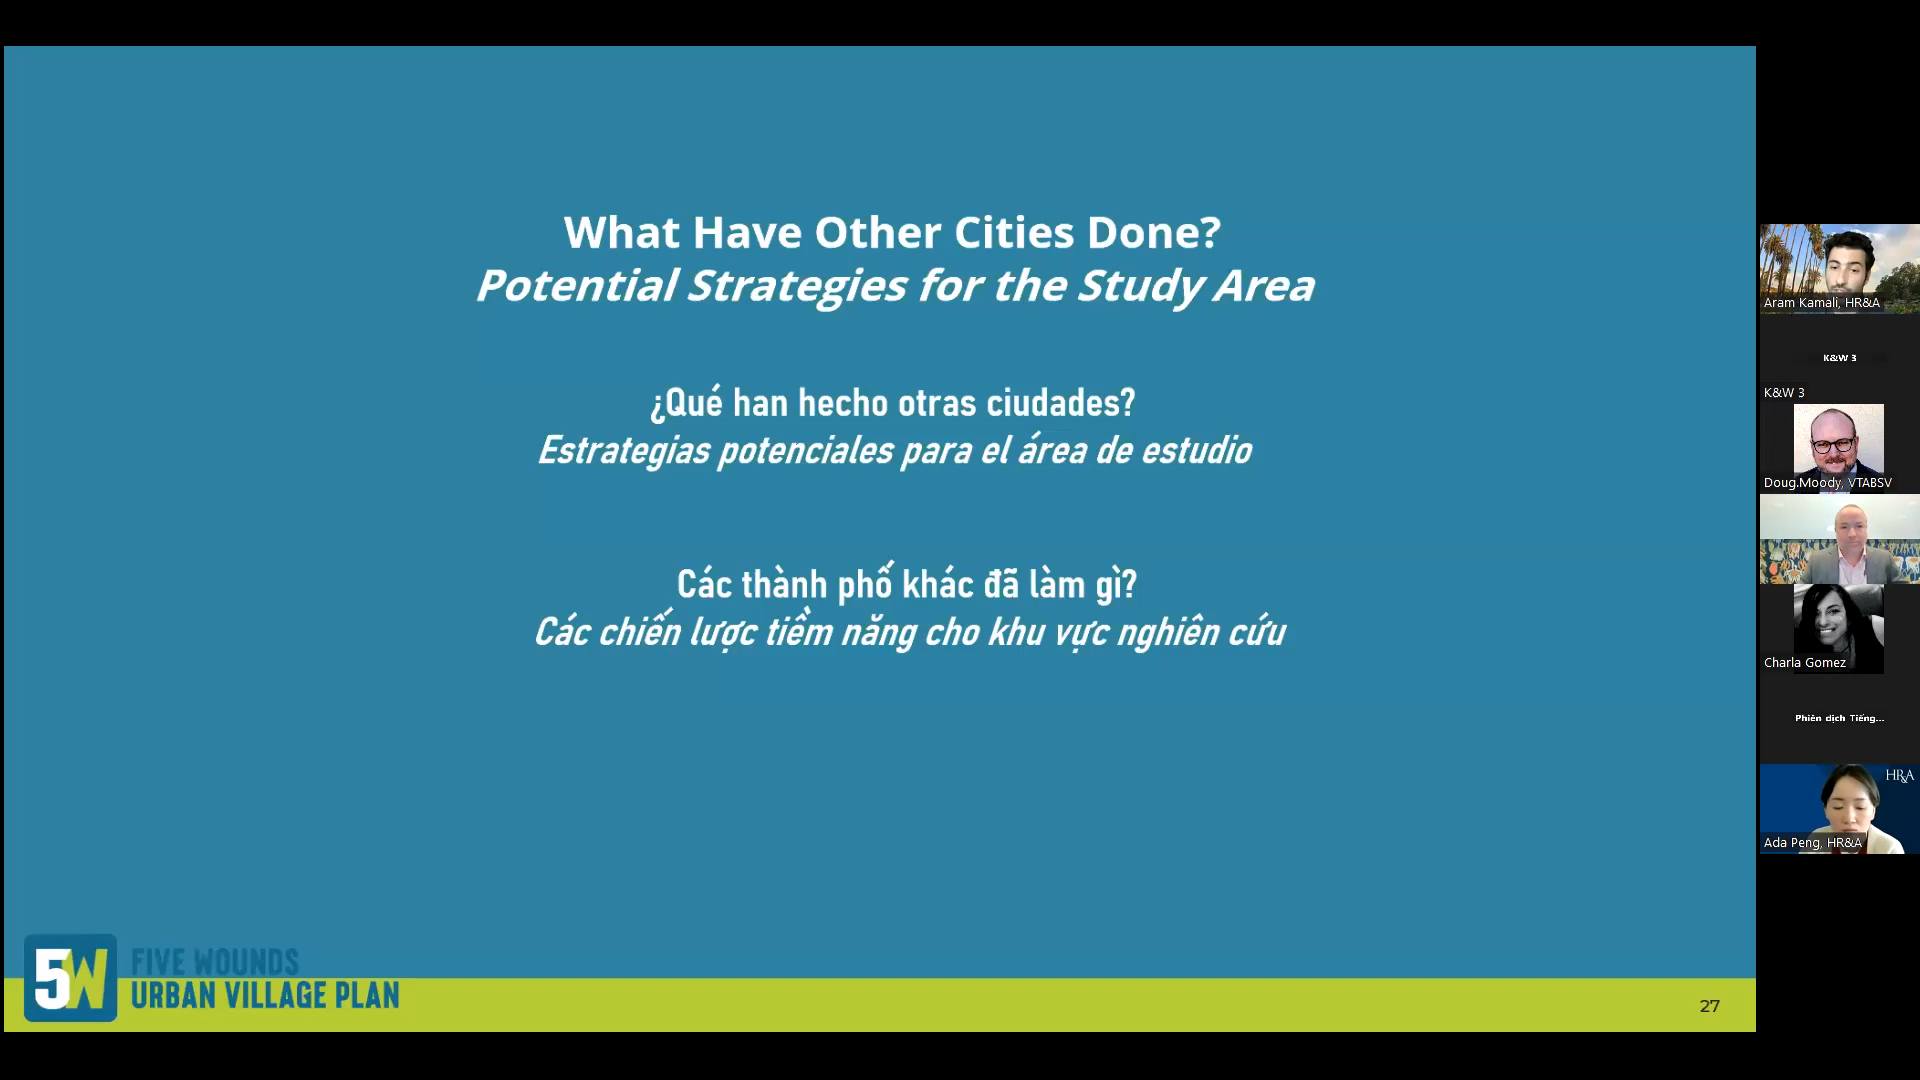 What Have Other Cities Done?
Potential Strategies for the Study Area
¿Qué han hecho otras ciudades?
Estrategias potenciales para el área de estudio
Các thành phố khác đã làm gì?
Các chiến lược tiềm năng cho khu vực nghiên cứu
5W
FIVE WOUNDS
URBAN VILLAGE PLAN
27
Aram Kamali, HR&A
K&W 3
K&W 3
Doug.Moody, VTABSV
Charla Gomez
Phiên dịch Tiếng...
HR&A
Ada Peng, HR&A